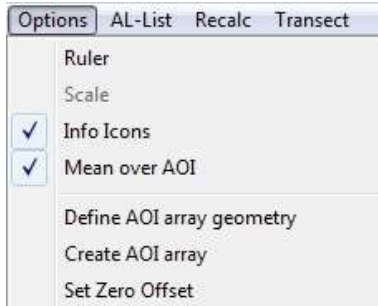 Options AL-List Recalc Transect
Ruler
Scale
Info Icons
Mean over AOI
Define AOI array geometry
Create AOI array
Set Zero Offset